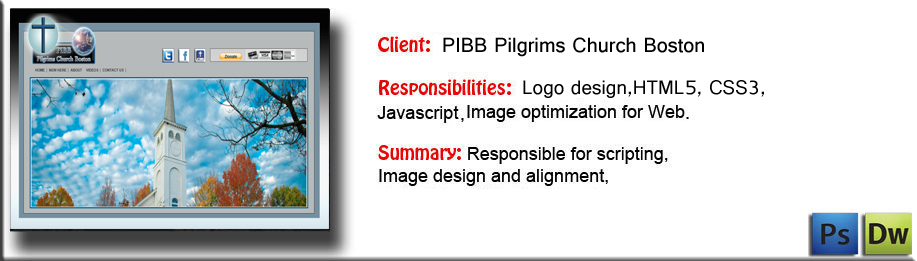 Pilgrims Church Boston
HOME | NEW HERE | ABOUT | VIDEOS | CONTACT US |
Donate
Client: PIBB Pilgrims Church Boston
Responsibilities: Logo design,HTML5, CSS3,
Javascript,Image optimization for Web.
Summary: Responsible for scripting,
Image design and alignment,
Ps Dw